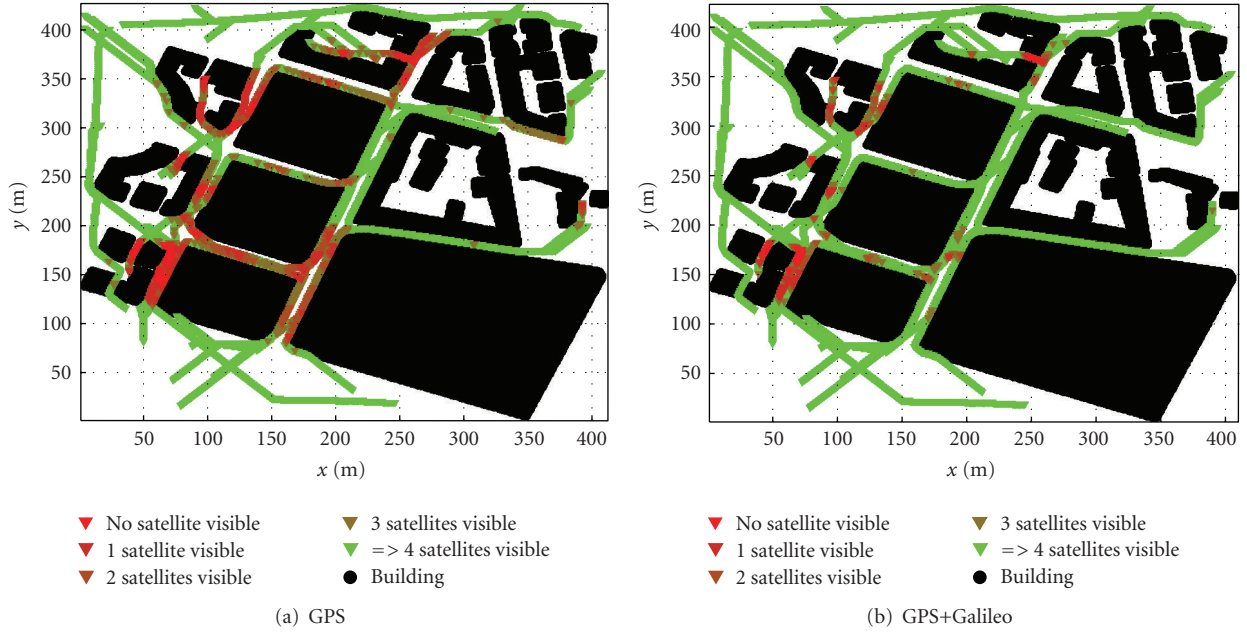 400
350
300
250
200
150
100
50
y (m)
50 100 150 200 250 300 350 400
x (m)
No satellite visible
1 satellite visible
2 satellites visible
3 satellites visible
=> 4 satellites visible
Building
(a) GPS
400
350
300
250
200
150
100
50
y (m)
50 100 150 200 250 300 350 400
x (m)
No satellite visible
1 satellite visible
2 satellites visible
3 satellites visible
=> 4 satellites visible
Building
(b) GPS+Galileo